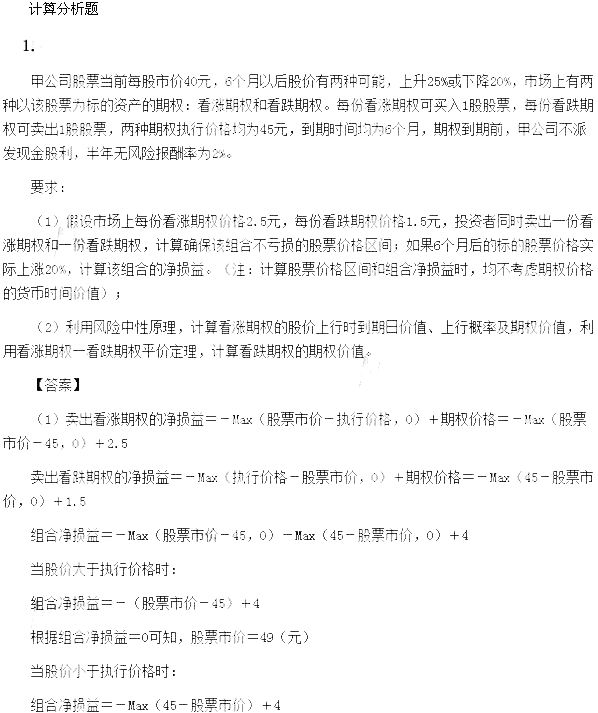 计算分析题
1.
甲公司股票当前每股市价40元，6个月以后股价有两种可能，上升25%或下降20%，市场上有两
种以该股票为标的资产的期权：看涨期权和看跌期权。每份看涨期权可买入1股股票，每份看跌期
权可卖出1股股票，两种期权执行价格均为45元，到期时间均为6个月，期权到期前，甲公司不派
发现金股利，半年无风险报酬率为2%。
要求：
（1）假设市场上每份看涨期权价格2.5元，每份看跌期权价格1.5元，投资者同时卖出一份看
涨期权和一份看跌期权，计算确保该组合不亏损的股票价格区间；如果6个月后的标的股票价格实
际上涨20%，计算该组合的净损益。（注：计算股票价格区间和组合净损益时，均不考虑期权价格
的货币时间价值）；
（2）利用风险中性原理，计算看涨期权的股价上行时到期日价值、上行概率及期权价值，利
用看涨期权—看跌期权平价定理，计算看跌期权的期权价值。
【答案】
（1）卖出看涨期权的净损益＝－Max（股票市价－执行价格，0）＋期权价格＝－Max（股票
市价－45，0）＋2.5
卖出看跌期权的净损益＝－Max（执行价格－股票市价，0）＋期权价格＝－Max（45－股票市
价，0）＋1.5
组合净损益＝－Max（股票市价－45，0）－Max（45－股票市价，0）＋4
当股价大于执行价格时：
组合净损益＝－（股票市价－45）＋4
根据组合净损益＝0可知，股票市价＝49（元）
当股价小于执行价格时：
组合净损益＝－Max（45－股票市价）＋4